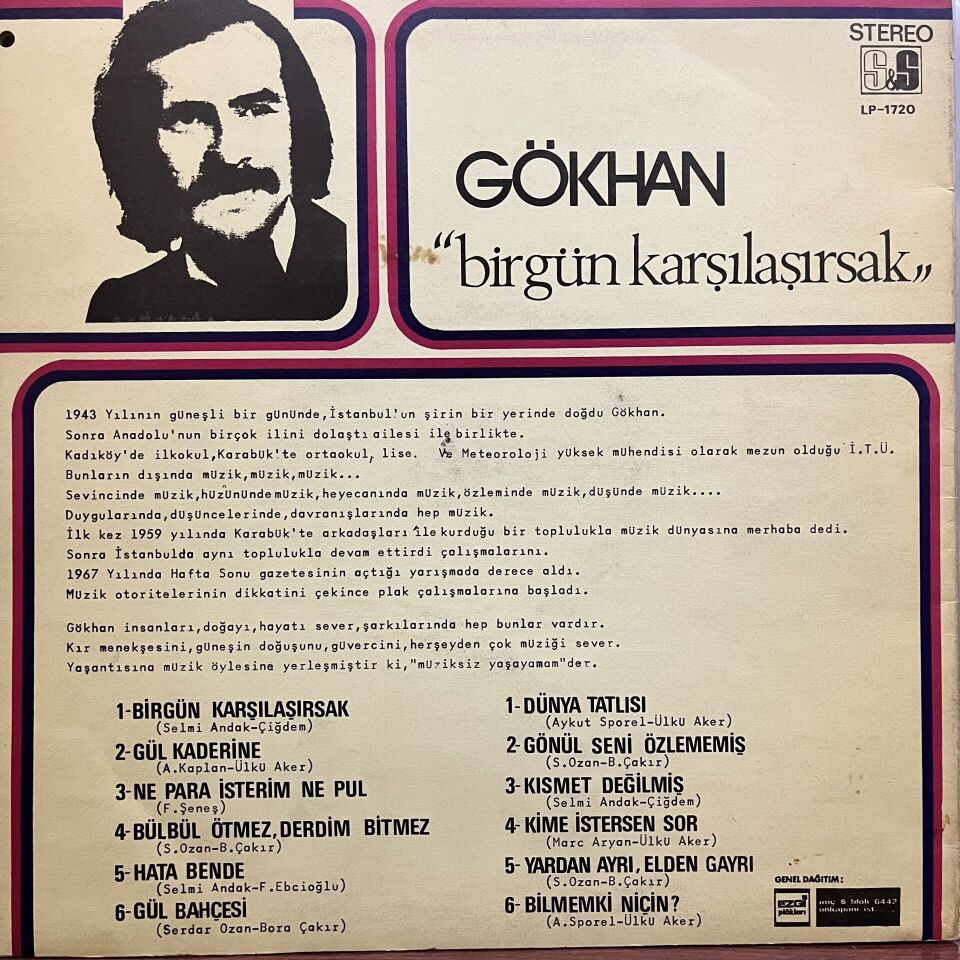 STEREO
S&S
LP-1720
GÖKHAN
"birgün karşılaşırsak"
1943 Yılının güneşli bir gününde,İstanbul'un şirin bir yerinde doğdu Gökhan.
Sonra Anadolu'nun birçok ilini dolaştı ailesi ile birlikte.
Kadıköy'de ilkokul,Karabük'te ortaokul, lise. Ve Meteoroloji yüksek mühendisi olarak mezun olduğu İ.T.Ü.
Bunların dışında müzik,müzik,müzik...
Sevincinde müzik,hüzünündemüzik,heyecanında müzik,özleminde müzik,düşünde müzik....
Duygularında,düşüncelerinde,davranışlarında hep müzik.
İlk kez 1959 yılında Karabük'te arkadaşları ile kurduğu bir toplulukla müzik dünyasına merhaba dedi.
Sonra İstanbulda aynı toplulukla devam ettirdi çalışmalarını.
1967 Yılında Hafta Sonu gazetesinin açtığı yarışmada derece aldı.
Müzik otoritelerinin dikkatini çekince plak çalışmalarına başladı.
Gökhan insanları,doğayı,hayatı sever,şarkılarında hep bunlar vardır.
Kır menekşesini,güneşin doğuşunu,güvercini,herşeyden çok müziği sever.
Yaşantısına müzik öylesine yerleşmiştir ki,"müziksiz yaşayamam"der.
1-BİRGÜN KARŞILAŞIRSAK
(Selmi Andak-Çiğdem)
2-GÜL KADERİNE
(A.Kaplan-Ülkü Aker)
3-NE PARA İSTERİM NE PUL
(F.Şeneş)
4-BÜLBÜL ÖTMEZ,DERDİM BİTMEZ
(S.Ozan-B.Çakır)
5-HATA BENDE
(Selmi Andak-F.Ebcioğlu)
6-GÜL BAHÇESİ
(Serdar Ozan-Bora Çakır)
1-DÜNYA TATLISI
(Aykut Sporel-Ülkü Aker)
2-GÖNÜL SENİ ÖZLEMEMİŞ
(S.Ozan-B.Çakır)
3-KISMET DEĞİLMİŞ
(Selmi Andak-Çiğdem)
4-KİME İSTERSEN SOR
(Marc Aryan-Ülkü Aker)
5-YARDAN AYRI,ELDEN GAYRI
(S.Ozan-B.Çakır)
6-BİLMEMKİ NİÇİN?
(A.Sporel-Ülkü Aker)
GENEL DAĞITIM:
EZGİ
plâkları
imç 6 blok 6442
unkapanı ist